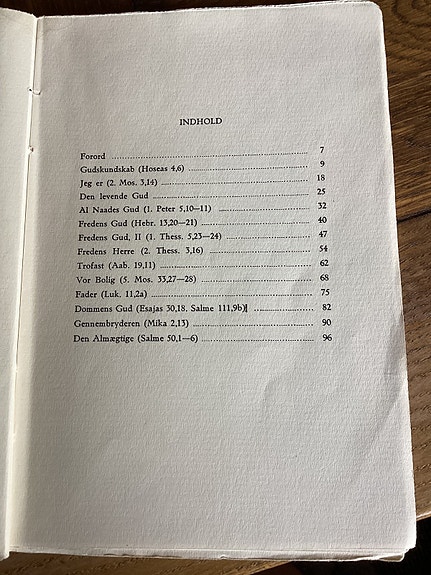 INDHOLD
Forord ........................................ 7
Gudskundskab (Hoseas 4,6) ........................................ 9
Jeg er (2. Mos. 3,14) ........................................ 18
Den levende Gud ........................................ 25
Al Naades Gud (1. Peter 5,10—11) ........................................ 32
Fredens Gud (Hebr. 13,20—21) ........................................ 40
Fredens Gud, II (1. Thess. 5,23—24) ........................................ 47
Fredens Herre (2. Thess. 3,16) ........................................ 54
Trofast (Aab. 19,11) ........................................ 62
Vor Bolig (5. Mos. 33,27—28) ........................................ 68
Fader (Luk. 11,2a) ........................................ 75
Dommens Gud (Esajas 30,18. Salme 111,9b) ........................................ 82
Gennembryderen (Mika 2,13) ........................................ 90
Den Almægtige (Salme 50,1—6) ........................................ 96